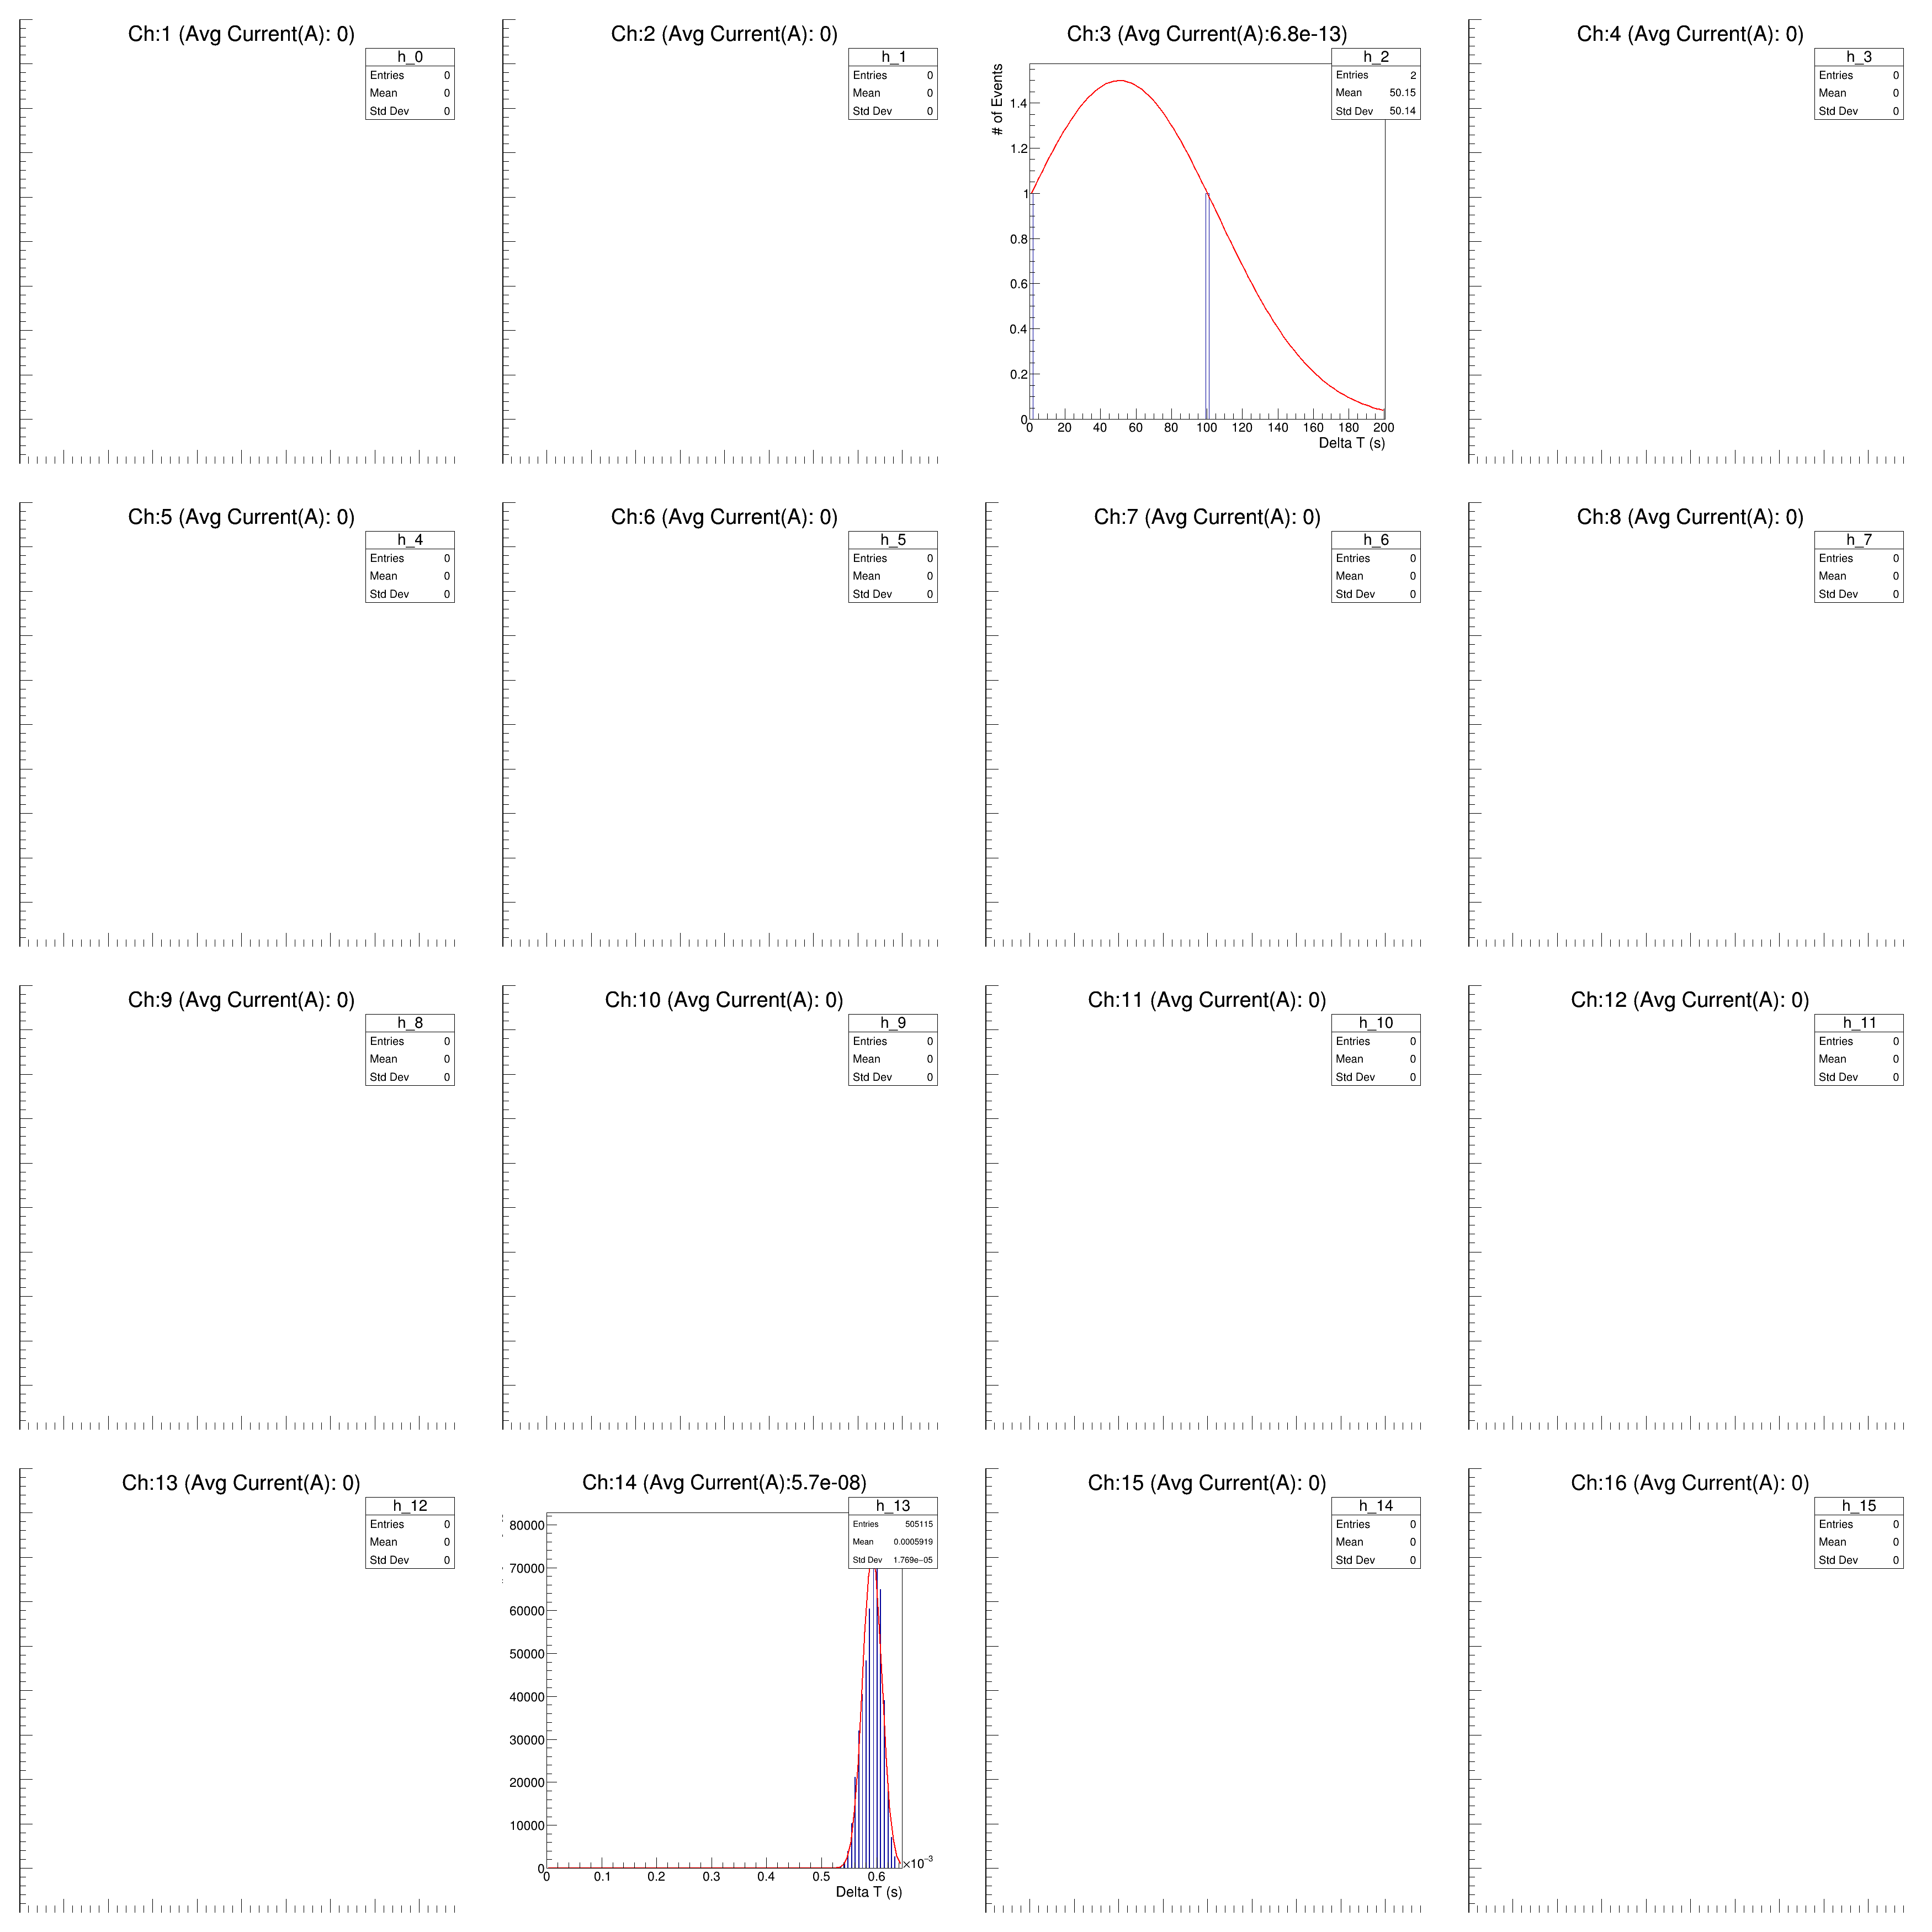 Ch:1 (Avg Current(A): 0)
h_0
Entries 0
Mean 0
Std Dev 0
Ch:2 (Avg Current(A): 0)
h_1
Entries 0
Mean 0
Std Dev 0
Ch:3 (Avg Current(A):6.8e-13)
h_2
Entries 2
Mean 50.15
Std Dev 50.14
# of Events
1.4
1.2
1
0.8
0.6
0.4
0.2
0
0 20 40 60 80 100 120 140 160 180 200
Delta T (s)
Ch:4 (Avg Current(A): 0)
h_3
Entries 0
Mean 0
Std Dev 0
Ch:5 (Avg Current(A): 0)
h_4
Entries 0
Mean 0
Std Dev 0
Ch:6 (Avg Current(A): 0)
h_5
Entries 0
Mean 0
Std Dev 0
Ch:7 (Avg Current(A): 0)
h_6
Entries 0
Mean 0
Std Dev 0
Ch:8 (Avg Current(A): 0)
h_7
Entries 0
Mean 0
Std Dev 0
Ch:9 (Avg Current(A): 0)
h_8
Entries 0
Mean 0
Std Dev 0
Ch:10 (Avg Current(A): 0)
h_9
Entries 0
Mean 0
Std Dev 0
Ch:11 (Avg Current(A): 0)
h_10
Entries 0
Mean 0
Std Dev 0
Ch:12 (Avg Current(A): 0)
h_11
Entries 0
Mean 0
Std Dev 0
Ch:13 (Avg Current(A): 0)
h_12
Entries 0
Mean 0
Std Dev 0
Ch:14 (Avg Current(A):5.7e-08)
h_13
Entries 505115
Mean 0.0005919
Std Dev 1.769e−05
80000
70000
60000
50000
40000
30000
20000
10000
0
0 0.1 0.2 0.3 0.4 0.5 0.6
×10⁻³
Delta T (s)
Ch:15 (Avg Current(A): 0)
h_14
Entries 0
Mean 0
Std Dev 0
Ch:16 (Avg Current(A): 0)
h_15
Entries 0
Mean 0
Std Dev 0